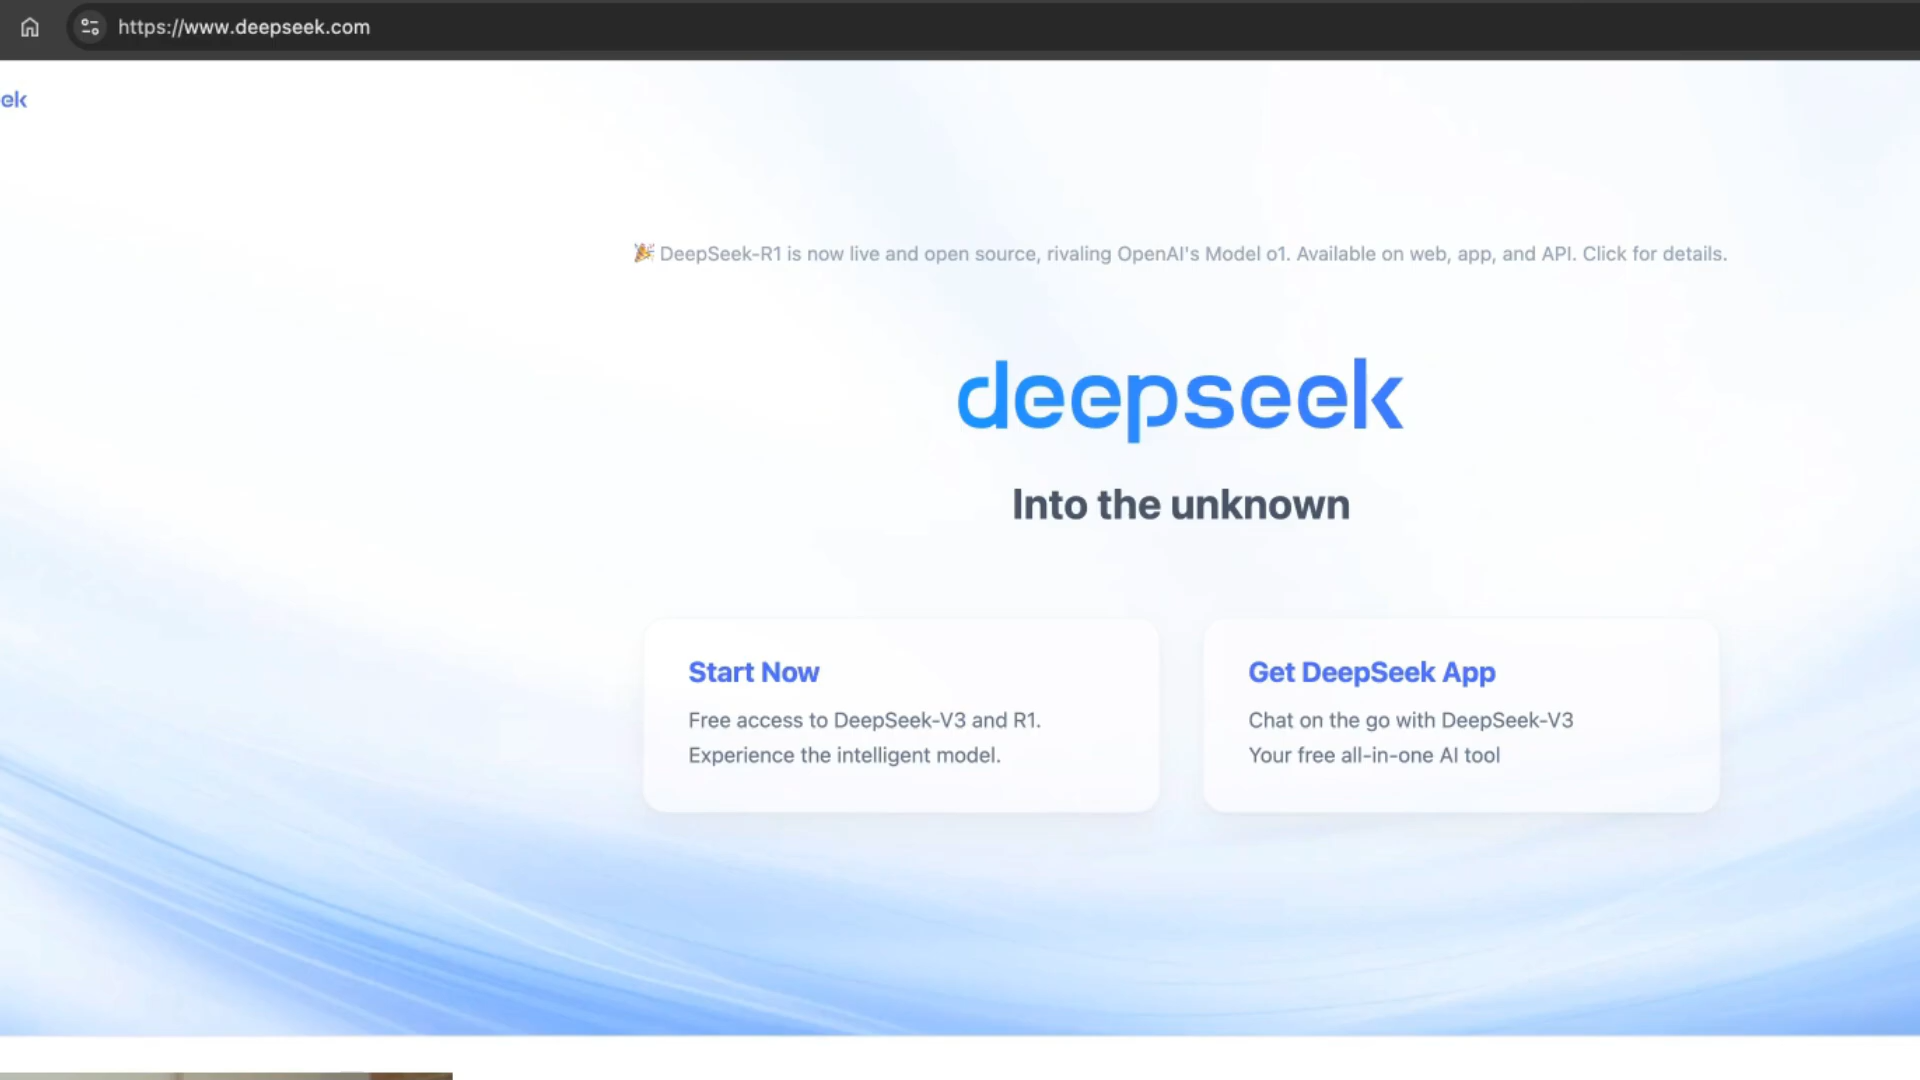 https://www.deepseek.com
ek
🎉 DeepSeek-R1 is now live and open source, rivaling OpenAI's Model o1. Available on web, app, and API. Click for details.
deepseek
Into the unknown
Start Now
Free access to DeepSeek-V3 and R1.
Experience the intelligent model.
Get DeepSeek App
Chat on the go with DeepSeek-V3
Your free all-in-one AI tool